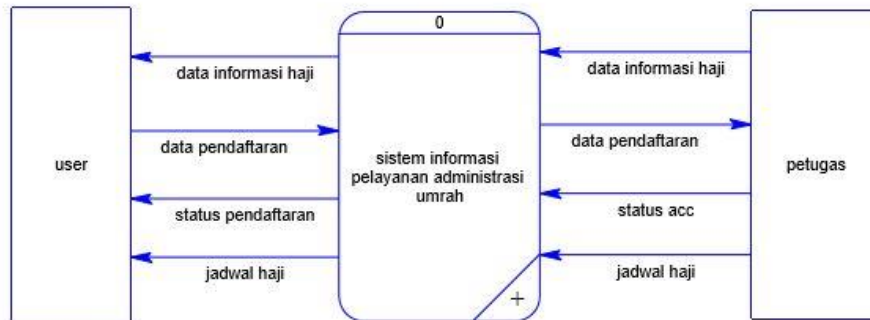 0
data informasi haji
data informasi haji
data pendaftaran
data pendaftaran
user
sistem informasi
pelayanan administrasi
umrah
petugas
status pendaftaran
status acc
jadwal haji
jadwal haji
+